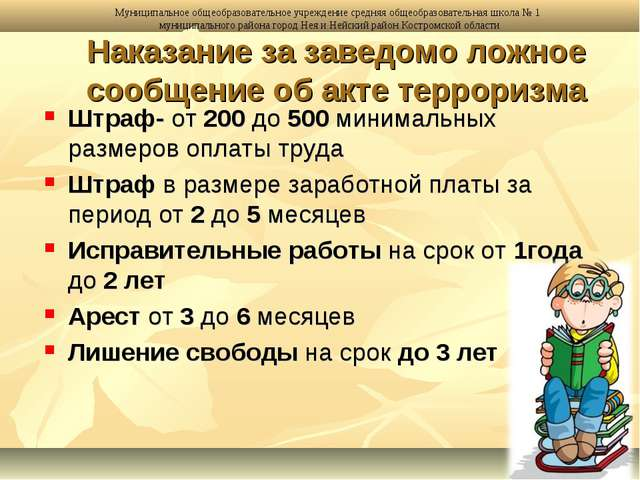 Муниципальное общеобразовательное учреждение средняя общеобразовательная школа № 1
муниципального района город Нея и Нейский район Костромской области
Наказание за заведомо ложное
сообщение об акте терроризма
Штраф- от 200 до 500 минимальных
размеров оплаты труда
Штраф в размере заработной платы за
период от 2 до 5 месяцев
Исправительные работы на срок от 1года
до 2 лет
Арест от 3 до 6 месяцев
Лишение свободы на срок до 3 лет